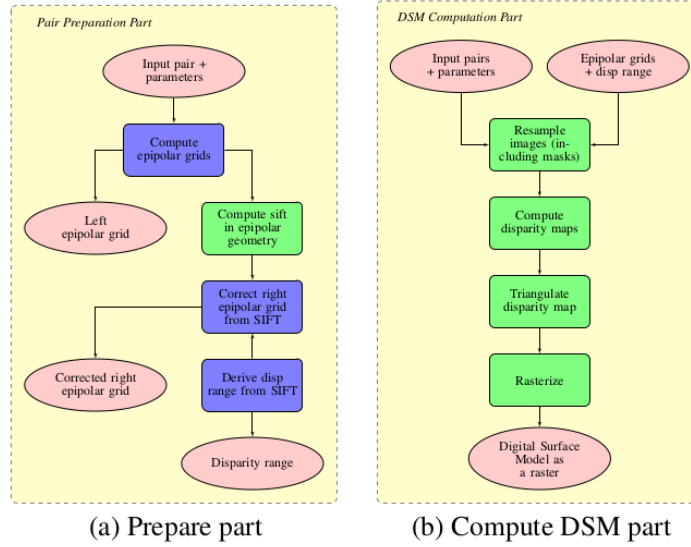 Pair Preparation Part
Input pair +
parameters
Compute
epipolar grids
Left
epipolar grid
Compute sift
in epipolar
geometry
Correct right
epipolar grid
from SIFT
Corrected right
epipolar grid
Derive disp
range from SIFT
Disparity range
(a) Prepare part
DSM Computation Part
Input pairs
+ parameters
Epipolar grids
+ disp range
Resample
images (in-
cluding masks)
Compute
disparity maps
Triangulate
disparity map
Rasterize
Digital Surface
Model as
a raster
(b) Compute DSM part